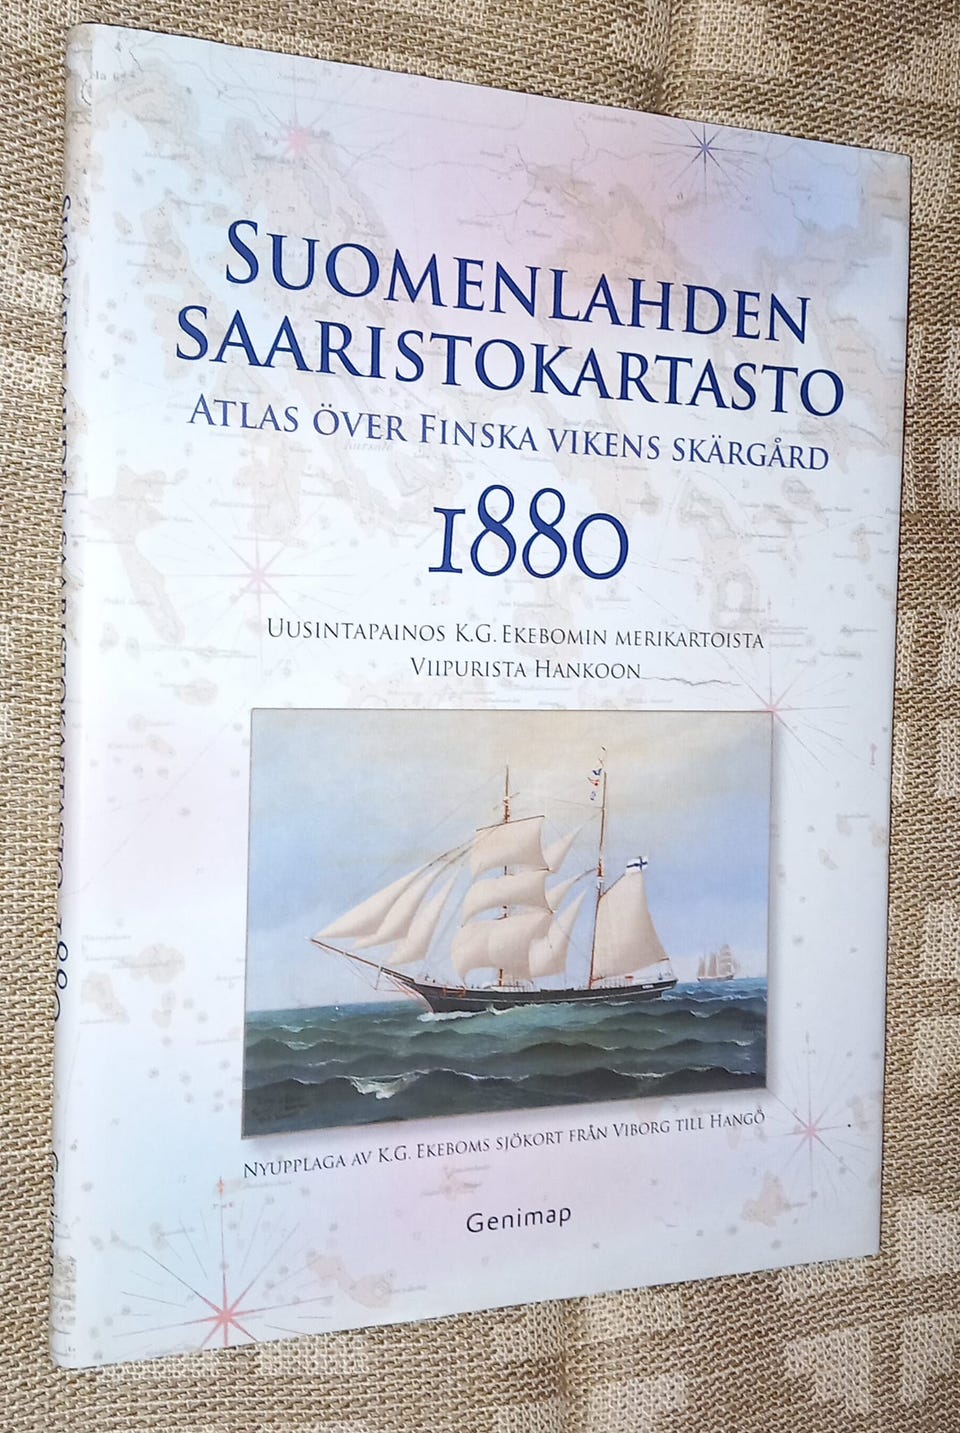 SUOMENLAHDEN
SAARISTOKARTASTO
ATLAS ÖVER FINSKA VIKENS SKÄRGÅRD
1880
UUSINTAPAINOS K.G. EKEBOMIN MERIKARTOISTA
VIIPURISTA HANKOON
NYUPPLAGA AV K.G. EKEBOMS SJÖKORT FRÅN VIBORG TILL HANGÖ
Genimap